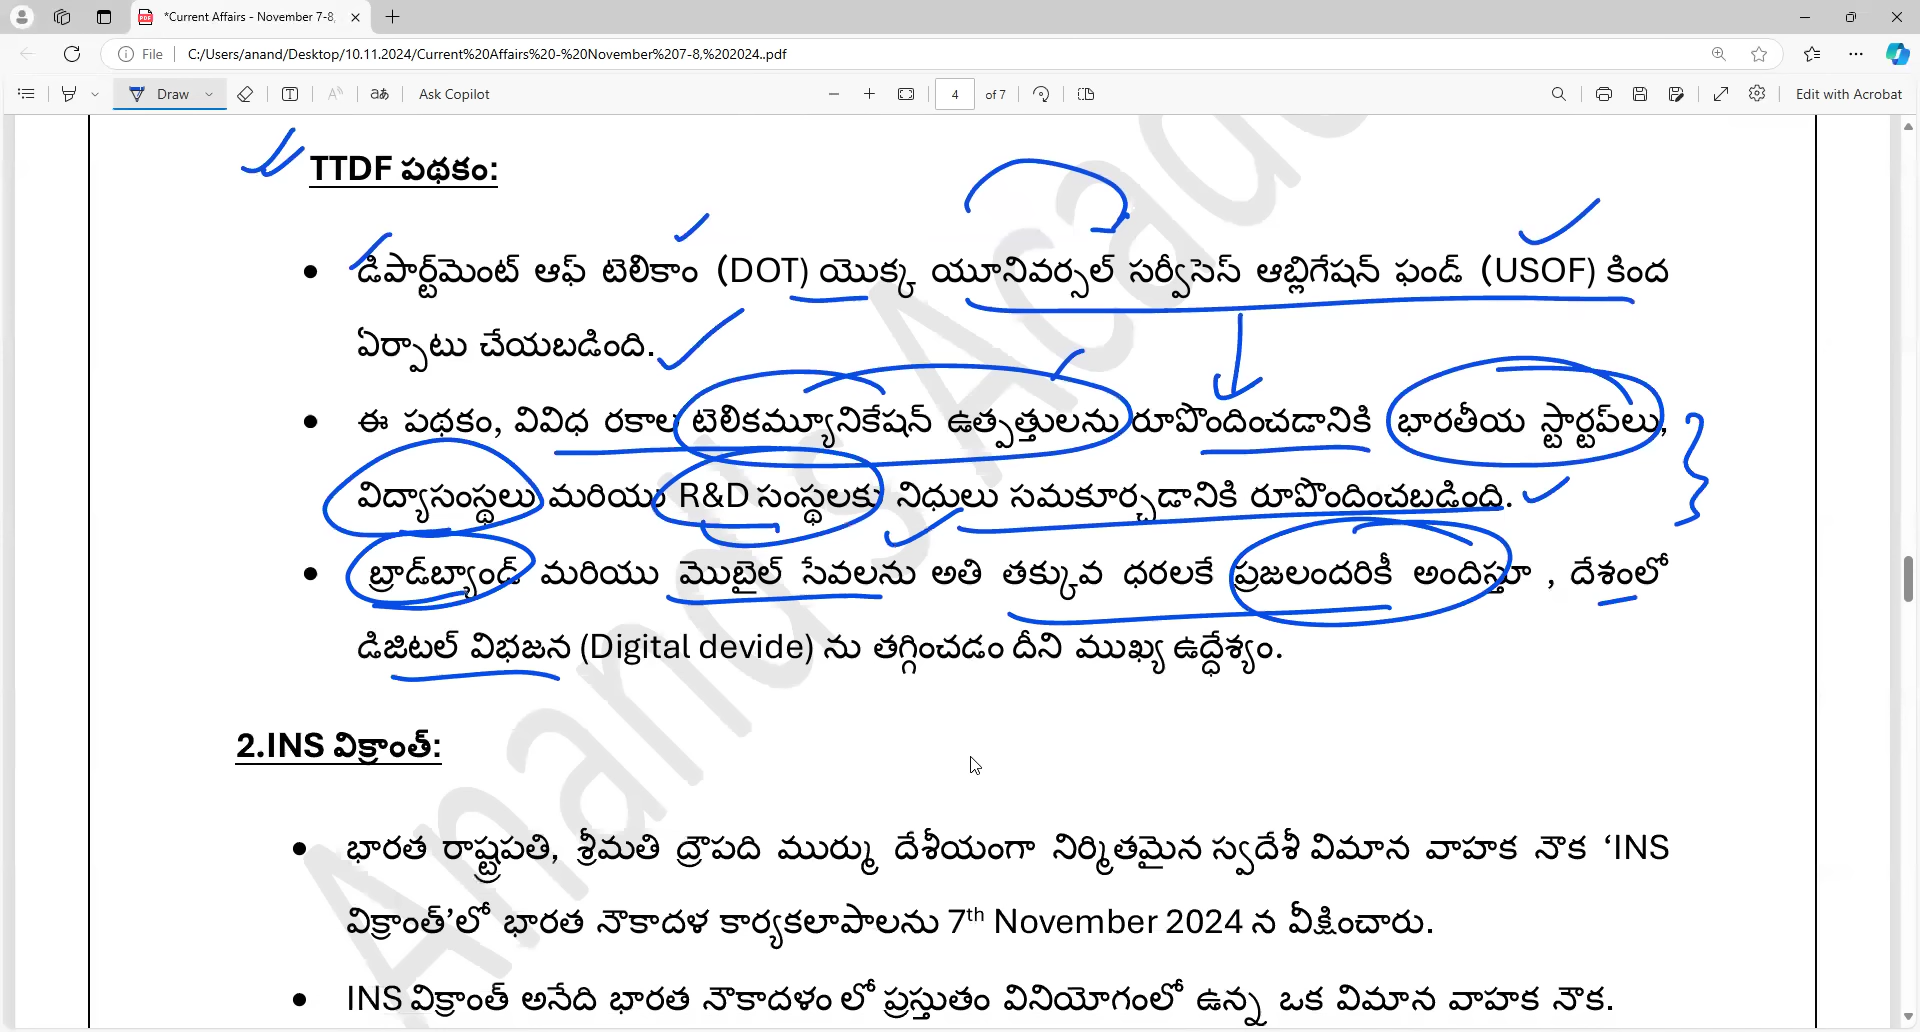 *Current Affairs - November 7-8,
File
C:/Users/anand/Desktop/10.11.2024/Current%20Affairs%20-%20November%207-8,%202024..pdf
Draw
aあ
Ask Copilot
4 of 7
Edit with Acrobat
TTDF పథకం:
• డిపార్ట్‌మెంట్ ఆఫ్ టెలికాం (DOT) యొక్క యూనివర్సల్ సర్వీసెస్ ఆబ్లిగేషన్ ఫండ్ (USOF) కింద
ఏర్పాటు చేయబడింది.
• ఈ పథకం, వివిధ రకాల టెలికమ్యూనికేషన్ ఉత్పత్తులను రూపొందించడానికి భారతీయ స్టార్టప్‌లు,
విద్యాసంస్థలు మరియు R&D సంస్థలకు నిధులు సమకూర్చడానికి రూపొందించబడింది.
• బ్రాడ్‌బ్యాండ్ మరియు మొబైల్ సేవలను అతి తక్కువ ధరలకే ప్రజలందరికీ అందిస్తూ , దేశంలో
డిజిటల్ విభజన (Digital devide) ను తగ్గించడం దీని ముఖ్య ఉద్ధేశ్యం.
2.INS విక్రాంత్:
• భారత రాష్ట్రపతి, శ్రీమతి ద్రౌపది ముర్ము దేశీయంగా నిర్మితమైన స్వదేశీ విమాన వాహక నౌక ‘INS
విక్రాంత్’లో భారత నౌకాదళ కార్యకలాపాలను 7th November 2024 న వీక్షించారు.
• INS విక్రాంత్ అనేది భారత నౌకాదళం లో ప్రస్తుతం వినియోగంలో ఉన్న ఒక విమాన వాహక నౌక.
Anand's Acad